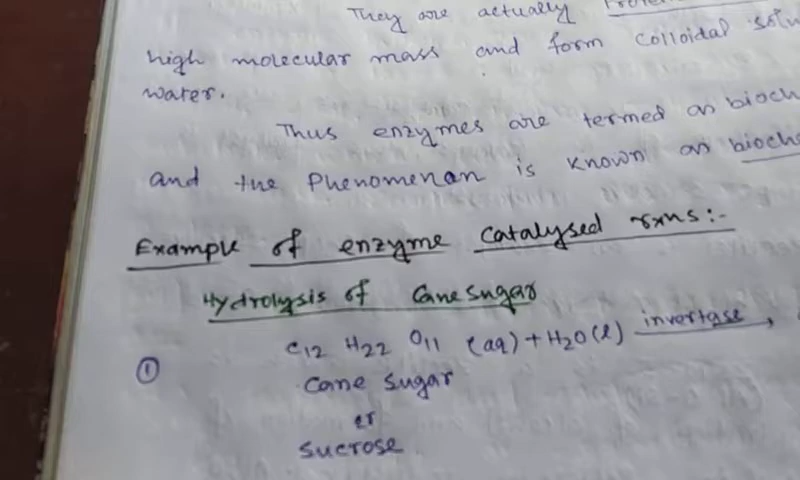 They are actually
high molecular mass and form colloidal
water.
Thus enzymes are termed as
and the Phenomenan is known as
Example of enzyme catalysed rxns:-
Hydrolysis of Cane sugar
① C12 H22 O11 (aq) + H2O(l) invertase,
Cane sugar
or
Sucrose